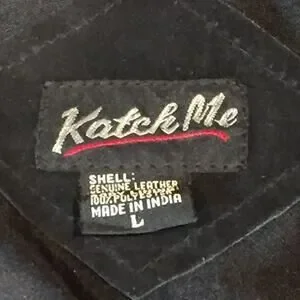 Katch Me
SHELL:
GENUINE LEATHER
100% POLYESTER
MADE IN INDIA
L